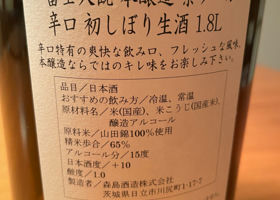 辛口 初しぼり生酒 1.8L
辛口特有の爽快な飲み口、フレッシュな風味、
本醸造ならではのキレ味をお楽しみ下さい。
品目／日本酒
おすすめの飲み方／冷温、常温
原材料名／米(国産)、米こうじ(国産米)、
醸造アルコール
原料米／山田錦100%使用
精米歩合／65%
アルコール分／15度
日本酒度／+10
酸度／1.0
製造者／森島酒造株式会社
茨城県日立市川尻町1-17-7